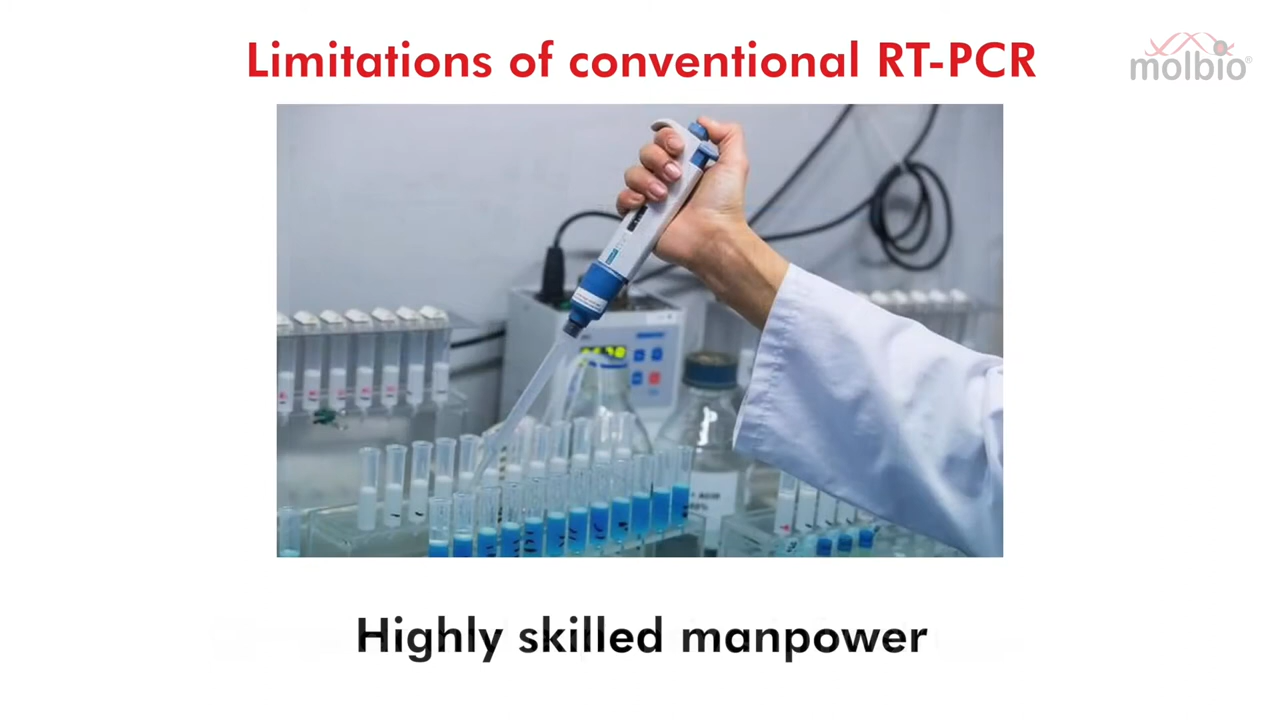 Limitations of conventional RT-PCR
molbio®
Highly skilled manpower